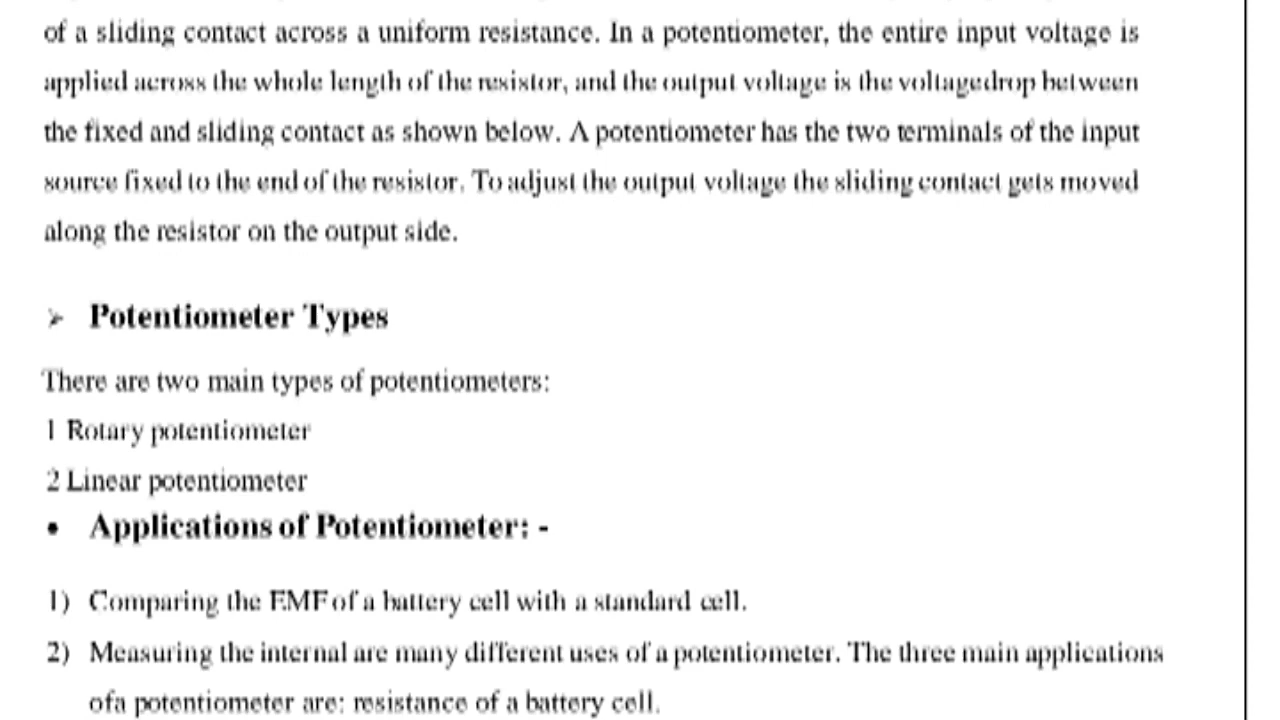 of a sliding contact across a uniform resistance. In a potentiometer, the entire input voltage is
applied across the whole length of the resistor, and the output voltage is the voltagedrop between
the fixed and sliding contact as shown below. A potentiometer has the two terminals of the input
source fixed to the end of the resistor. To adjust the output voltage the sliding contact gets moved
along the resistor on the output side.
➢ Potentiometer Types
There are two main types of potentiometers:
1 Rotary potentiometer
2 Linear potentiometer
• Applications of Potentiometer: -
1) Comparing the EMF of a battery cell with a standard cell.
2) Measuring the internal are many different uses of a potentiometer. The three main applications
ofa potentiometer are: resistance of a battery cell.